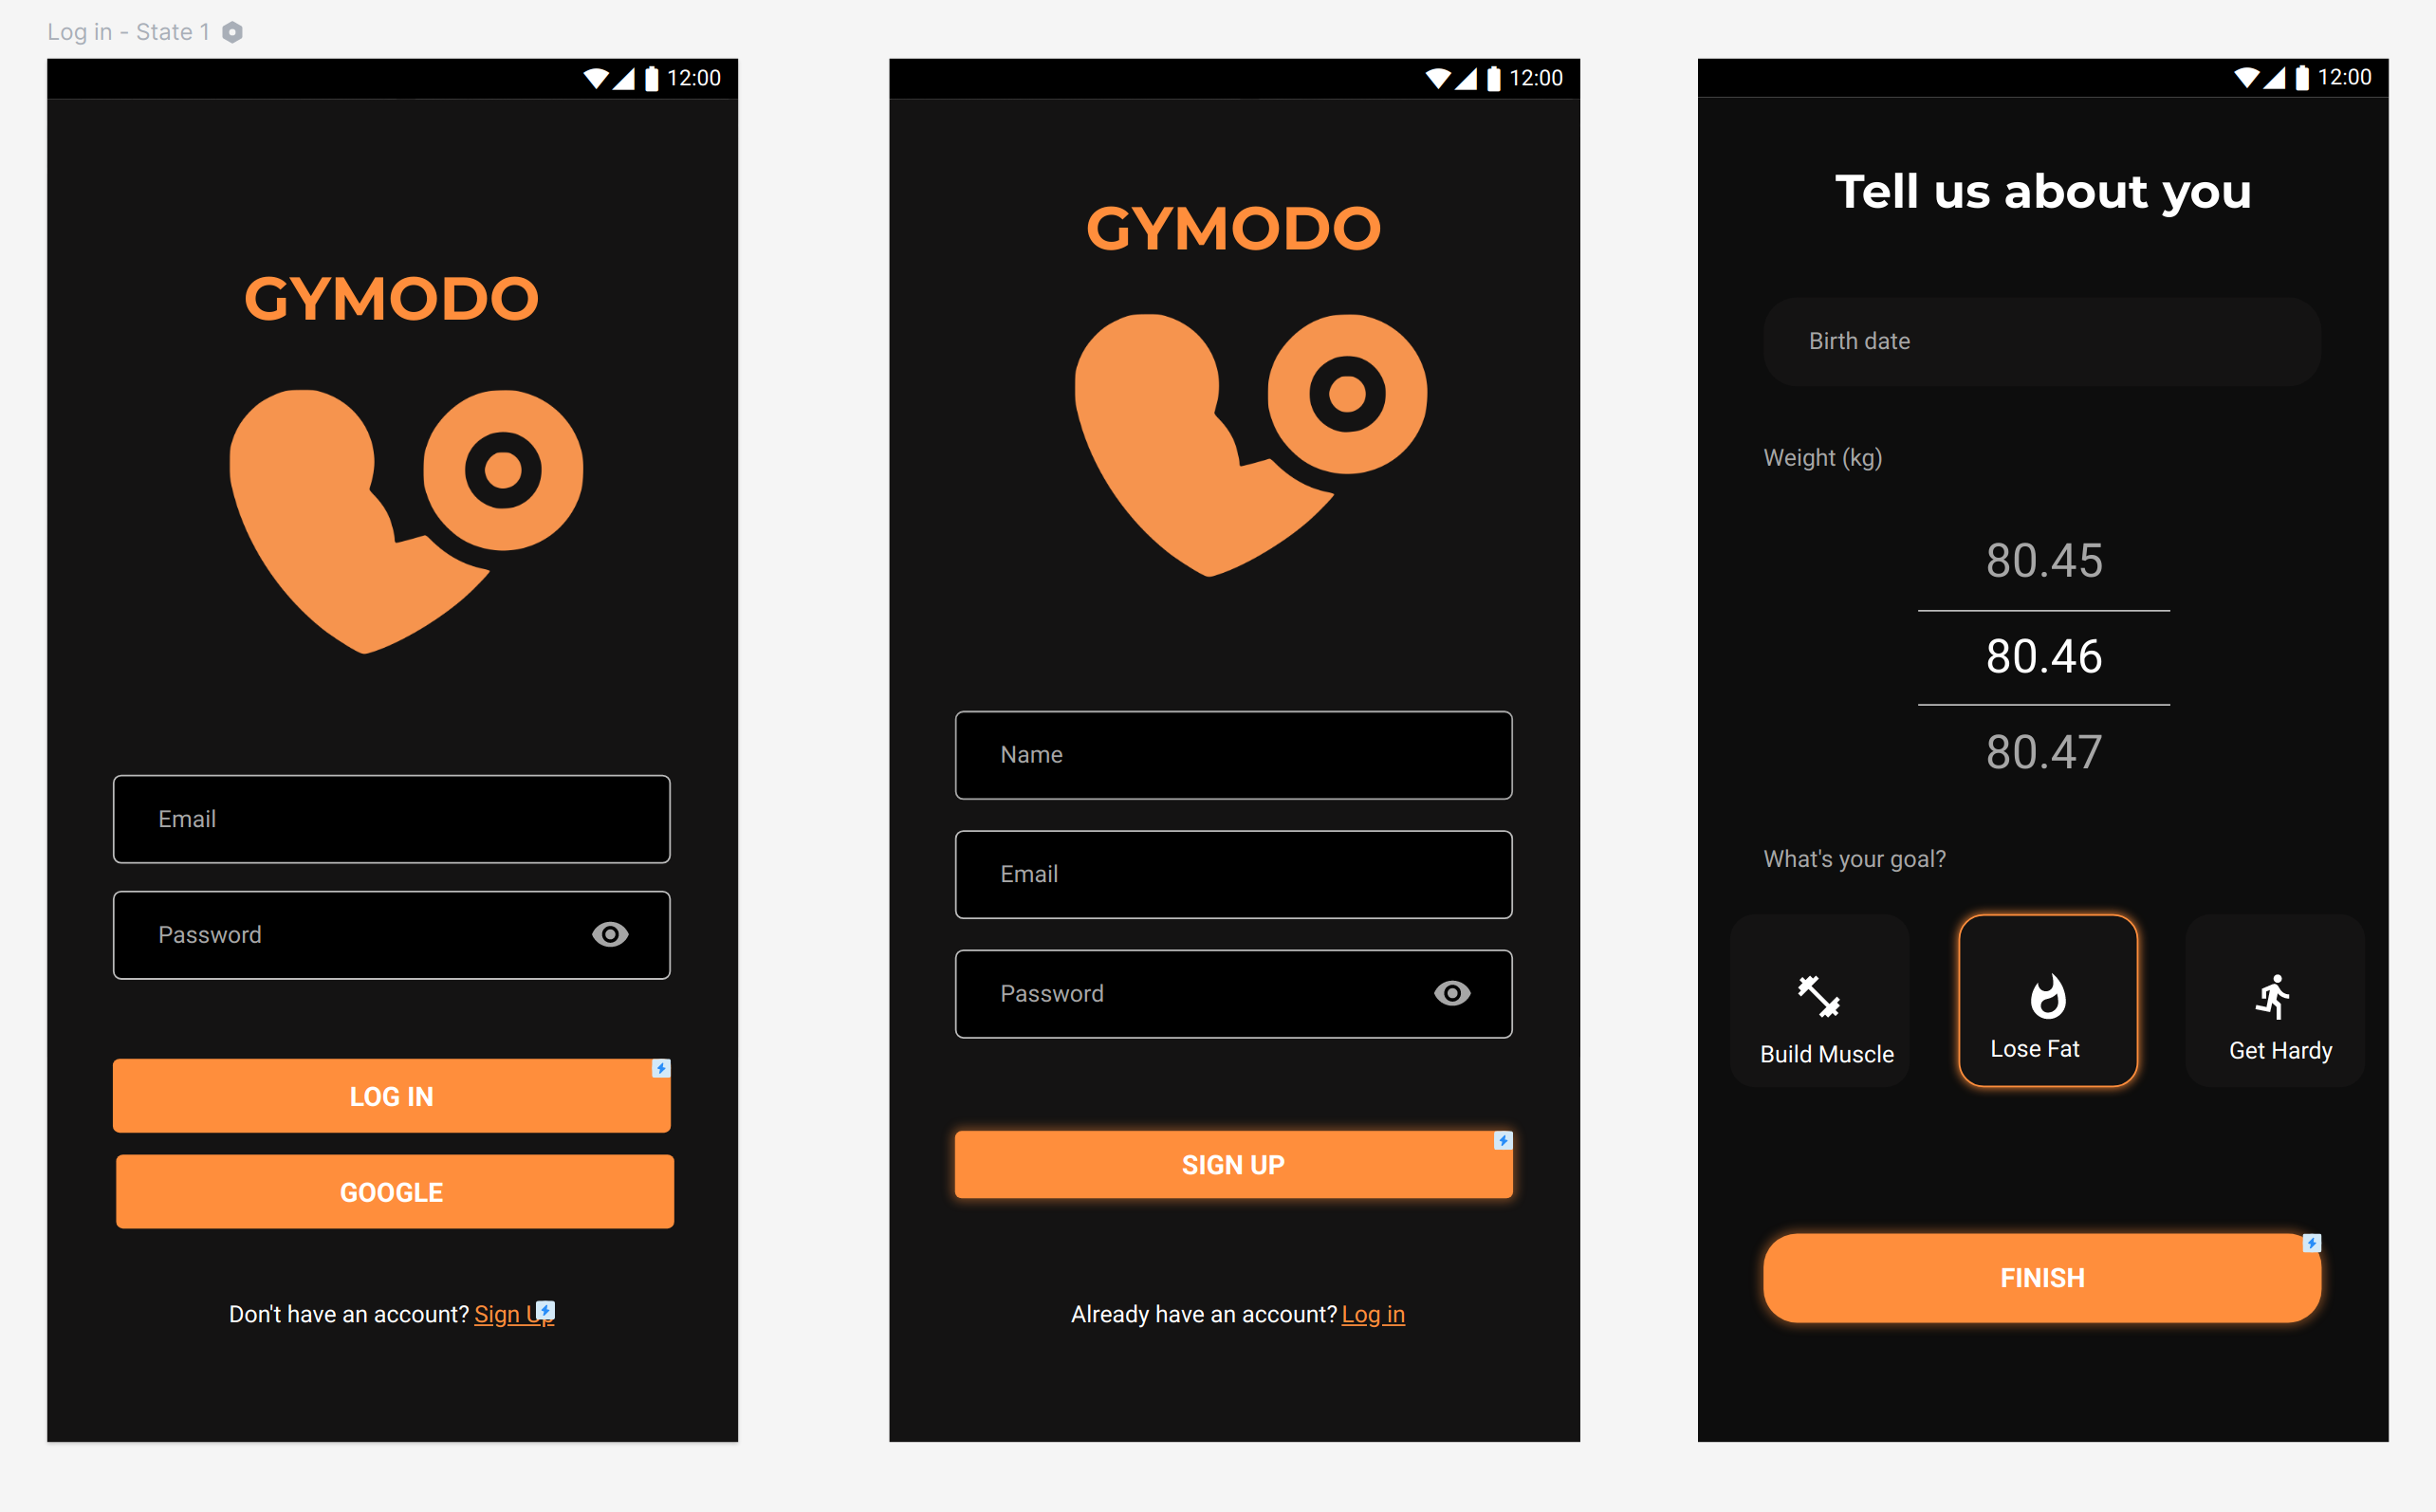 Log in - State 1
12:00
GYMODO
Email
Password
LOG IN
GOOGLE
Don't have an account? Sign Up
12:00
GYMODO
Name
Email
Password
SIGN UP
Already have an account? Log in
12:00
Tell us about you
Birth date
Weight (kg)
80.45
80.46
80.47
What's your goal?
Build Muscle
Lose Fat
Get Hardy
FINISH